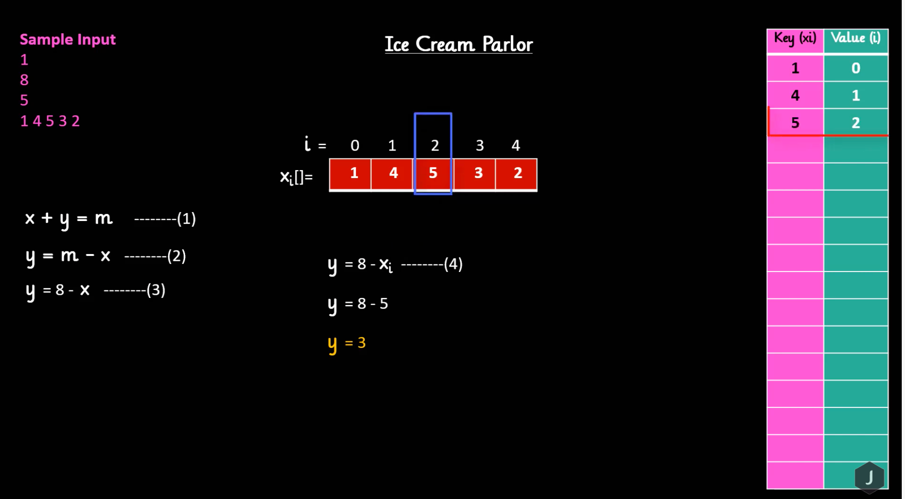 Sample Input
1
8
5
1 4 5 3 2
Ice Cream Parlor
i = 0 1 2 3 4
xi[]= 1 4 5 3 2
x + y = m --------(1)
y = m - x --------(2)
y = 8 - x --------(3)
y = 8 - xi --------(4)
y = 8 - 5
y = 3
Key (xi) Value (i)
1 0
4 1
5 2
J